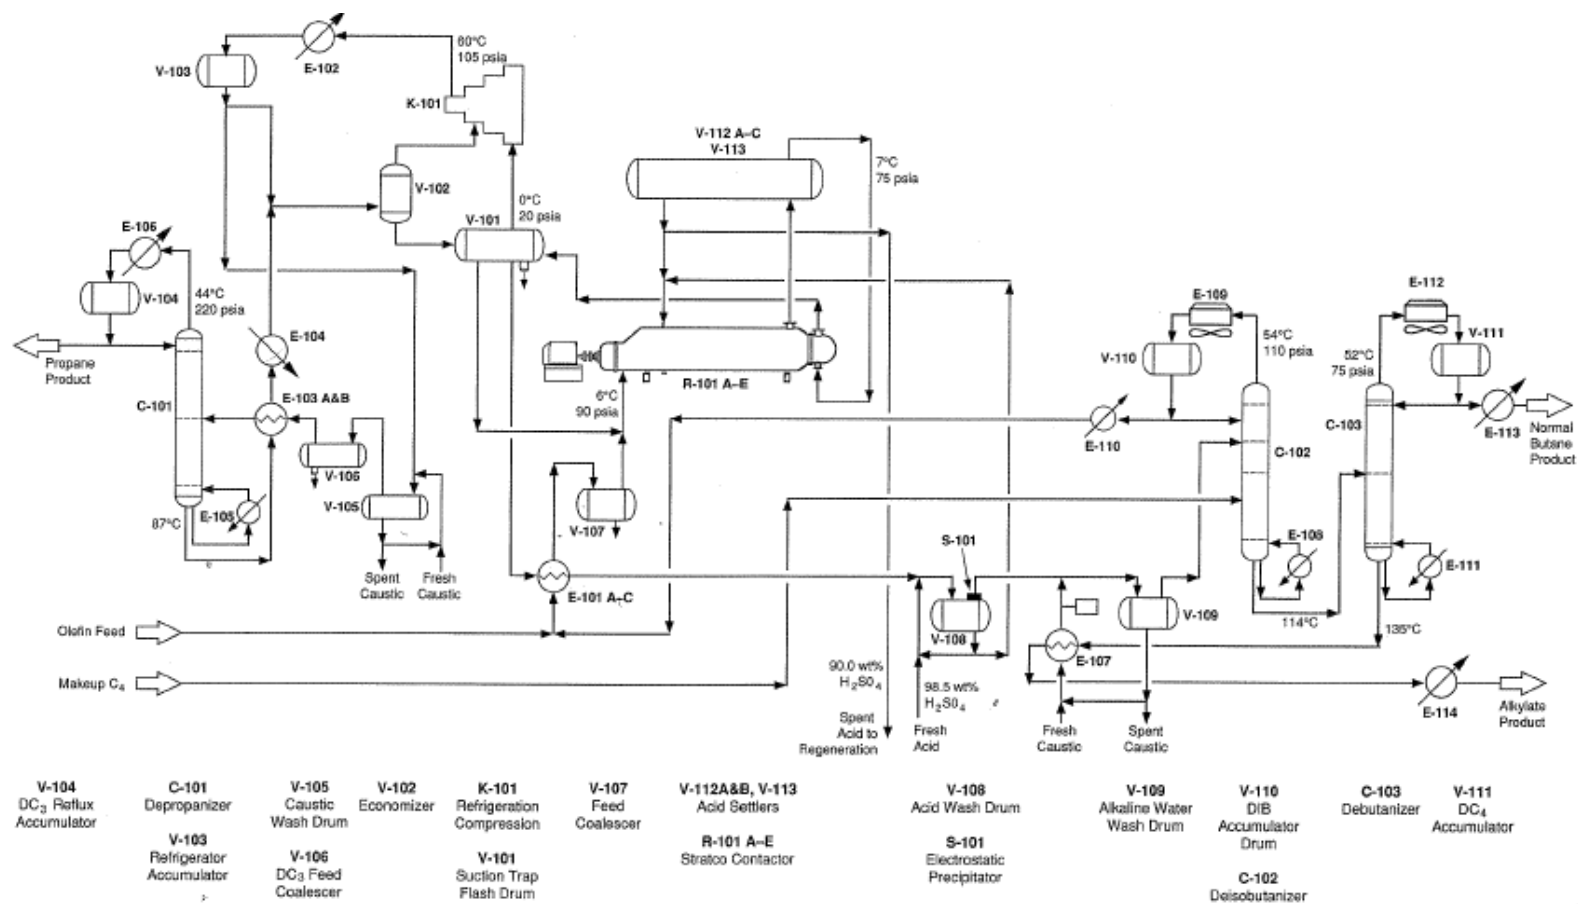 60°C
105 psia
E-102
V-103
K-101
V-112 A–C
V-113
7°C
75 psia
V-102
0°C
20 psia
V-101
E-106
V-104
44°C
220 psia
E-104
Propane
Product
C-101
E-103 A&B
R-101 A–E
6°C
90 psia
V-106
V-105
E-105
87°C
V-107
Spent
Caustic
Fresh
Caustic
E-101 A-C
E-109
E-112
54°C
110 psia
V-110
V-111
52°C
75 psia
C-103
E-113
Normal
Butane
Product
E-110
C-102
S-101
E-108
E-111
V-108
V-109
114°C
135°C
E-107
Olefin Feed
Makeup C4
90.0 wt%
H2SO4
98.5 wt%
H2SO4
E-114
Alkylate
Product
Spent
Acid to
Regeneration
Fresh
Acid
Fresh
Caustic
Spent
Caustic
V-104
DC3 Reflux
Accumulator
C-101
Depropanizer
V-103
Refrigerator
Accumulator
V-105
Caustic
Wash Drum
V-106
DC3 Feed
Coalescer
V-102
Economizer
K-101
Refrigeration
Compression
V-101
Suction Trap
Flash Drum
V-107
Feed
Coalescer
V-112A&B, V-113
Acid Settlers
R-101 A–E
Stratco Contactor
V-108
Acid Wash Drum
S-101
Electrostatic
Precipitator
V-109
Alkaline Water
Wash Drum
V-110
DIB
Accumulator
Drum
C-102
Deisobutanizer
C-103
Debutanizer
V-111
DC4
Accumulator